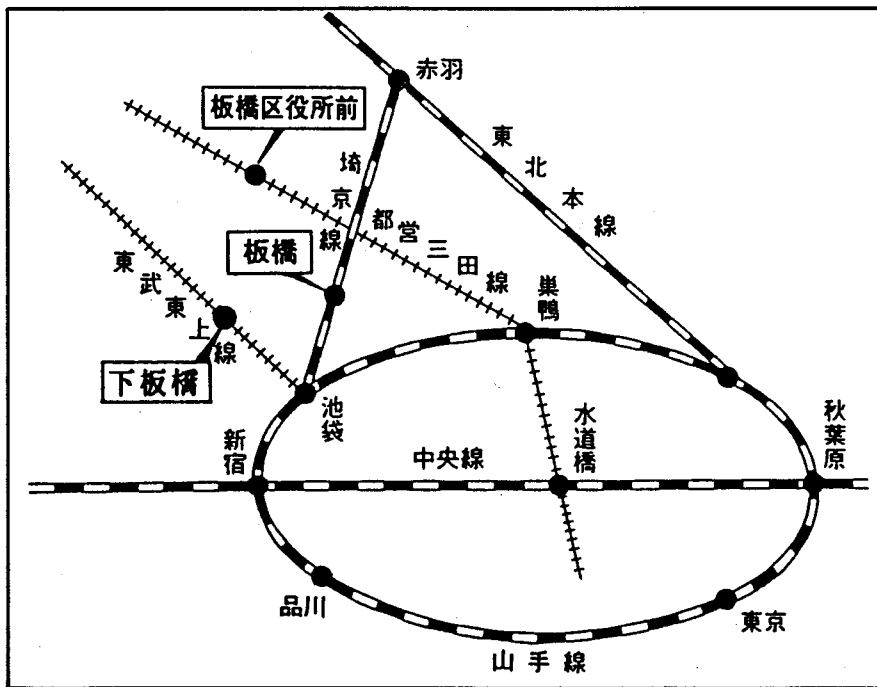 赤羽
板橋区役所前
東北本線
埼京線
都営三田線
板橋
東武東上線
巣鴨
下板橋
池袋
水道橋
秋葉原
新宿
中央線
品川
東京
山手線